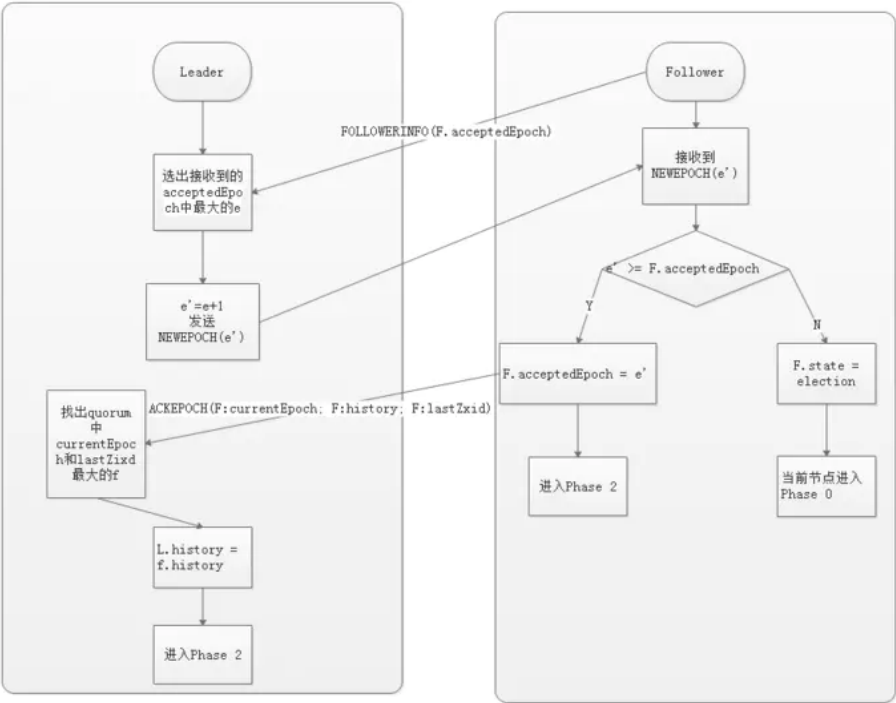 Leader
Follower
FOLLOWERINFO(F.acceptedEpoch)
选出接收到的
acceptedEpo
ch中最大的e
接收到
NEWEPOCH(e')
e'=e+1
发送
NEWEPOCH(e')
e' >= F.acceptedEpoch
Y
N
F.acceptedEpoch = e'
F.state =
election
ACKEPOCH(F:currentEpoch; F:history; F:lastZxid)
找出quorum
中
currentEpoc
h和lastZixd
最大的f
进入Phase 2
当前节点进入
Phase 0
L.history =
f.history
进入Phase 2